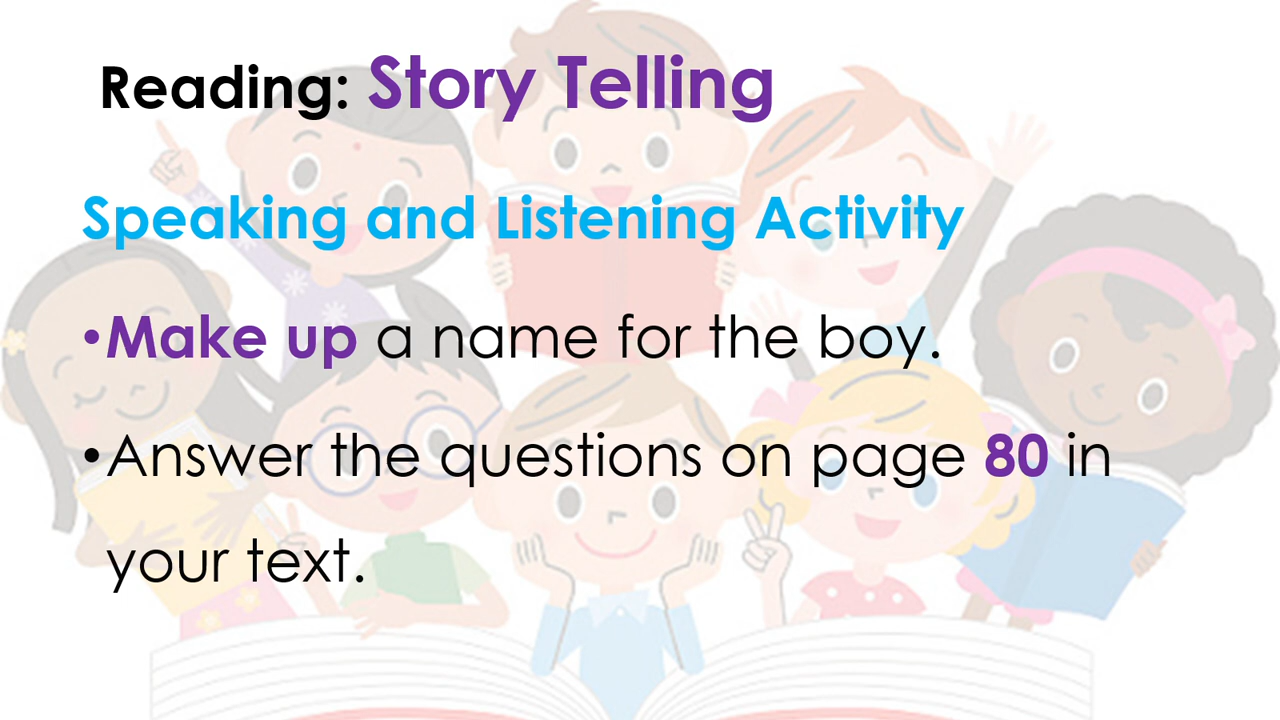 Reading: Story Telling
Speaking and Listening Activity
•Make up a name for the boy.
•Answer the questions on page 80 in
your text.